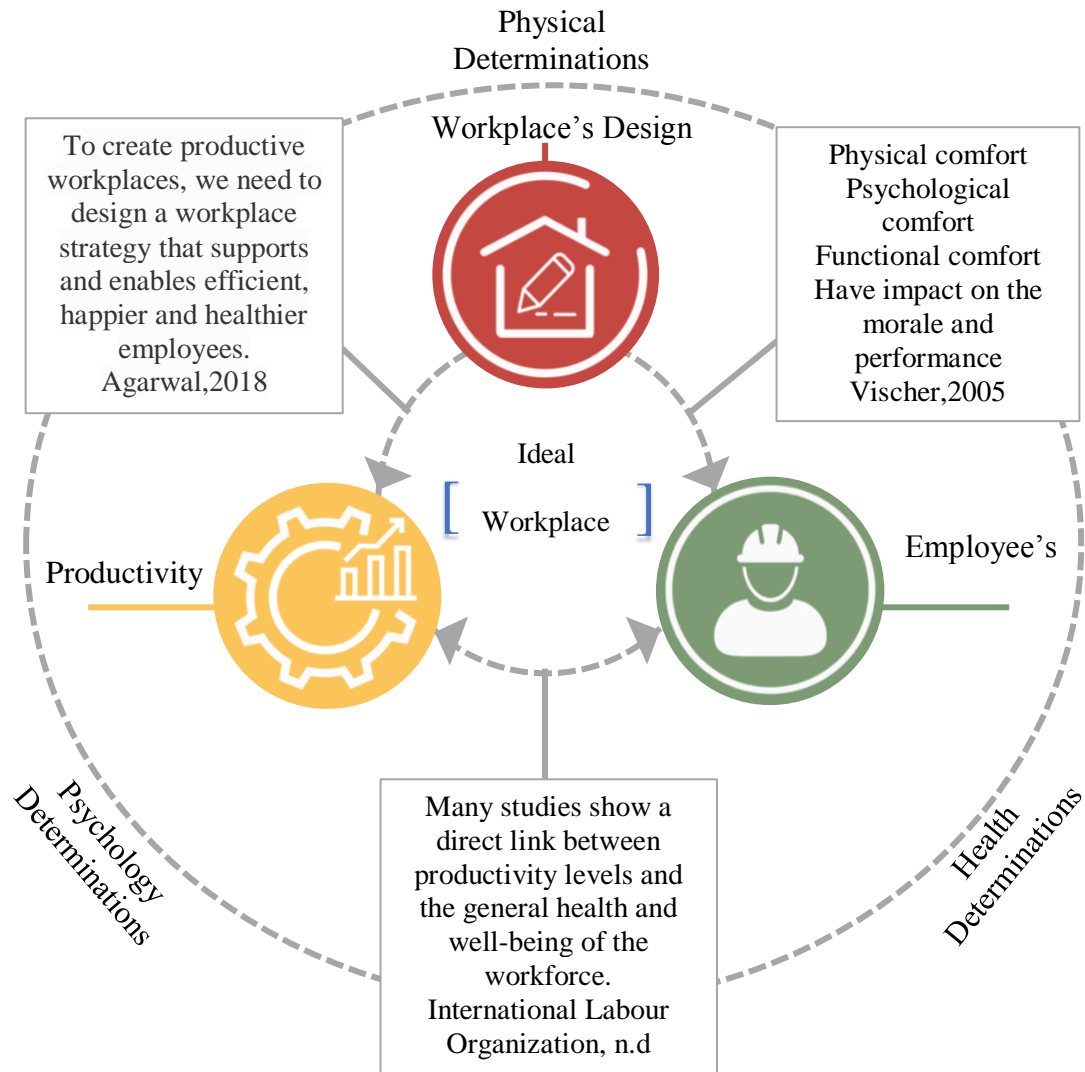 Physical
Determinations
Workplace's Design
To create productive
workplaces, we need to
design a workplace
strategy that supports
and enables efficient,
happier and healthier
employees.
Agarwal,2018
Physical comfort
Psychological
comfort
Functional comfort
Have impact on the
morale and
performance
Vischer,2005
Ideal
[ Workplace ]
Productivity
Employee's
Psychology
Determinations
Many studies show a
direct link between
productivity levels and
the general health and
well-being of the
workforce.
International Labour
Organization, n.d
Health
Determinations